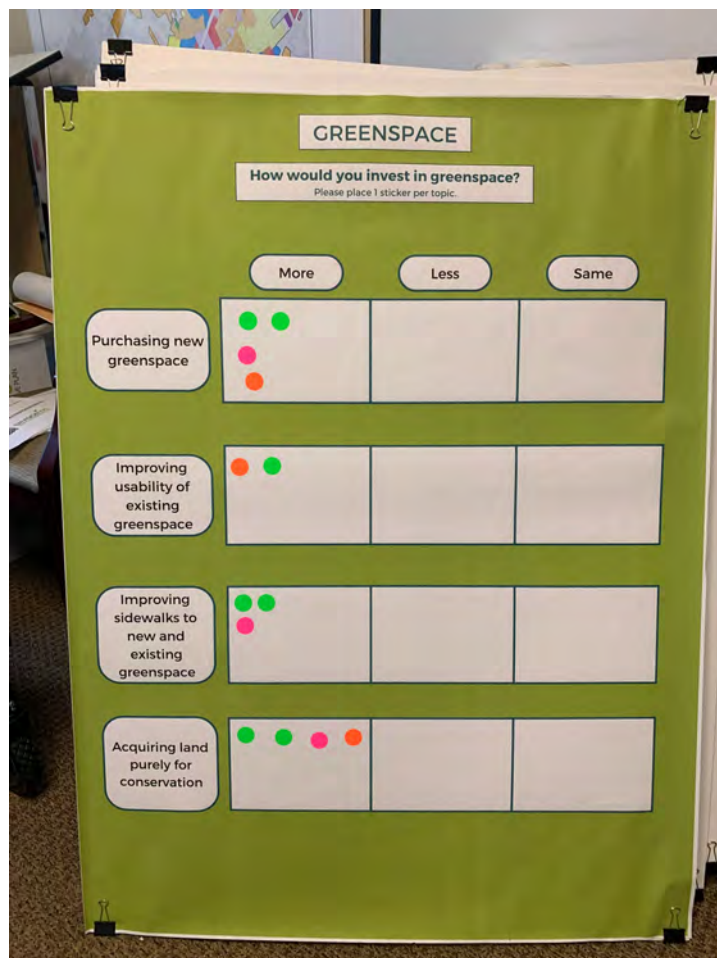 GREENSPACE
How would you invest in greenspace?
Please place 1 sticker per topic.
More
Less
Same
Purchasing new
greenspace
Improving
usability of
existing
greenspace
Improving
sidewalks to
new and
existing
greenspace
Acquiring land
purely for
conservation